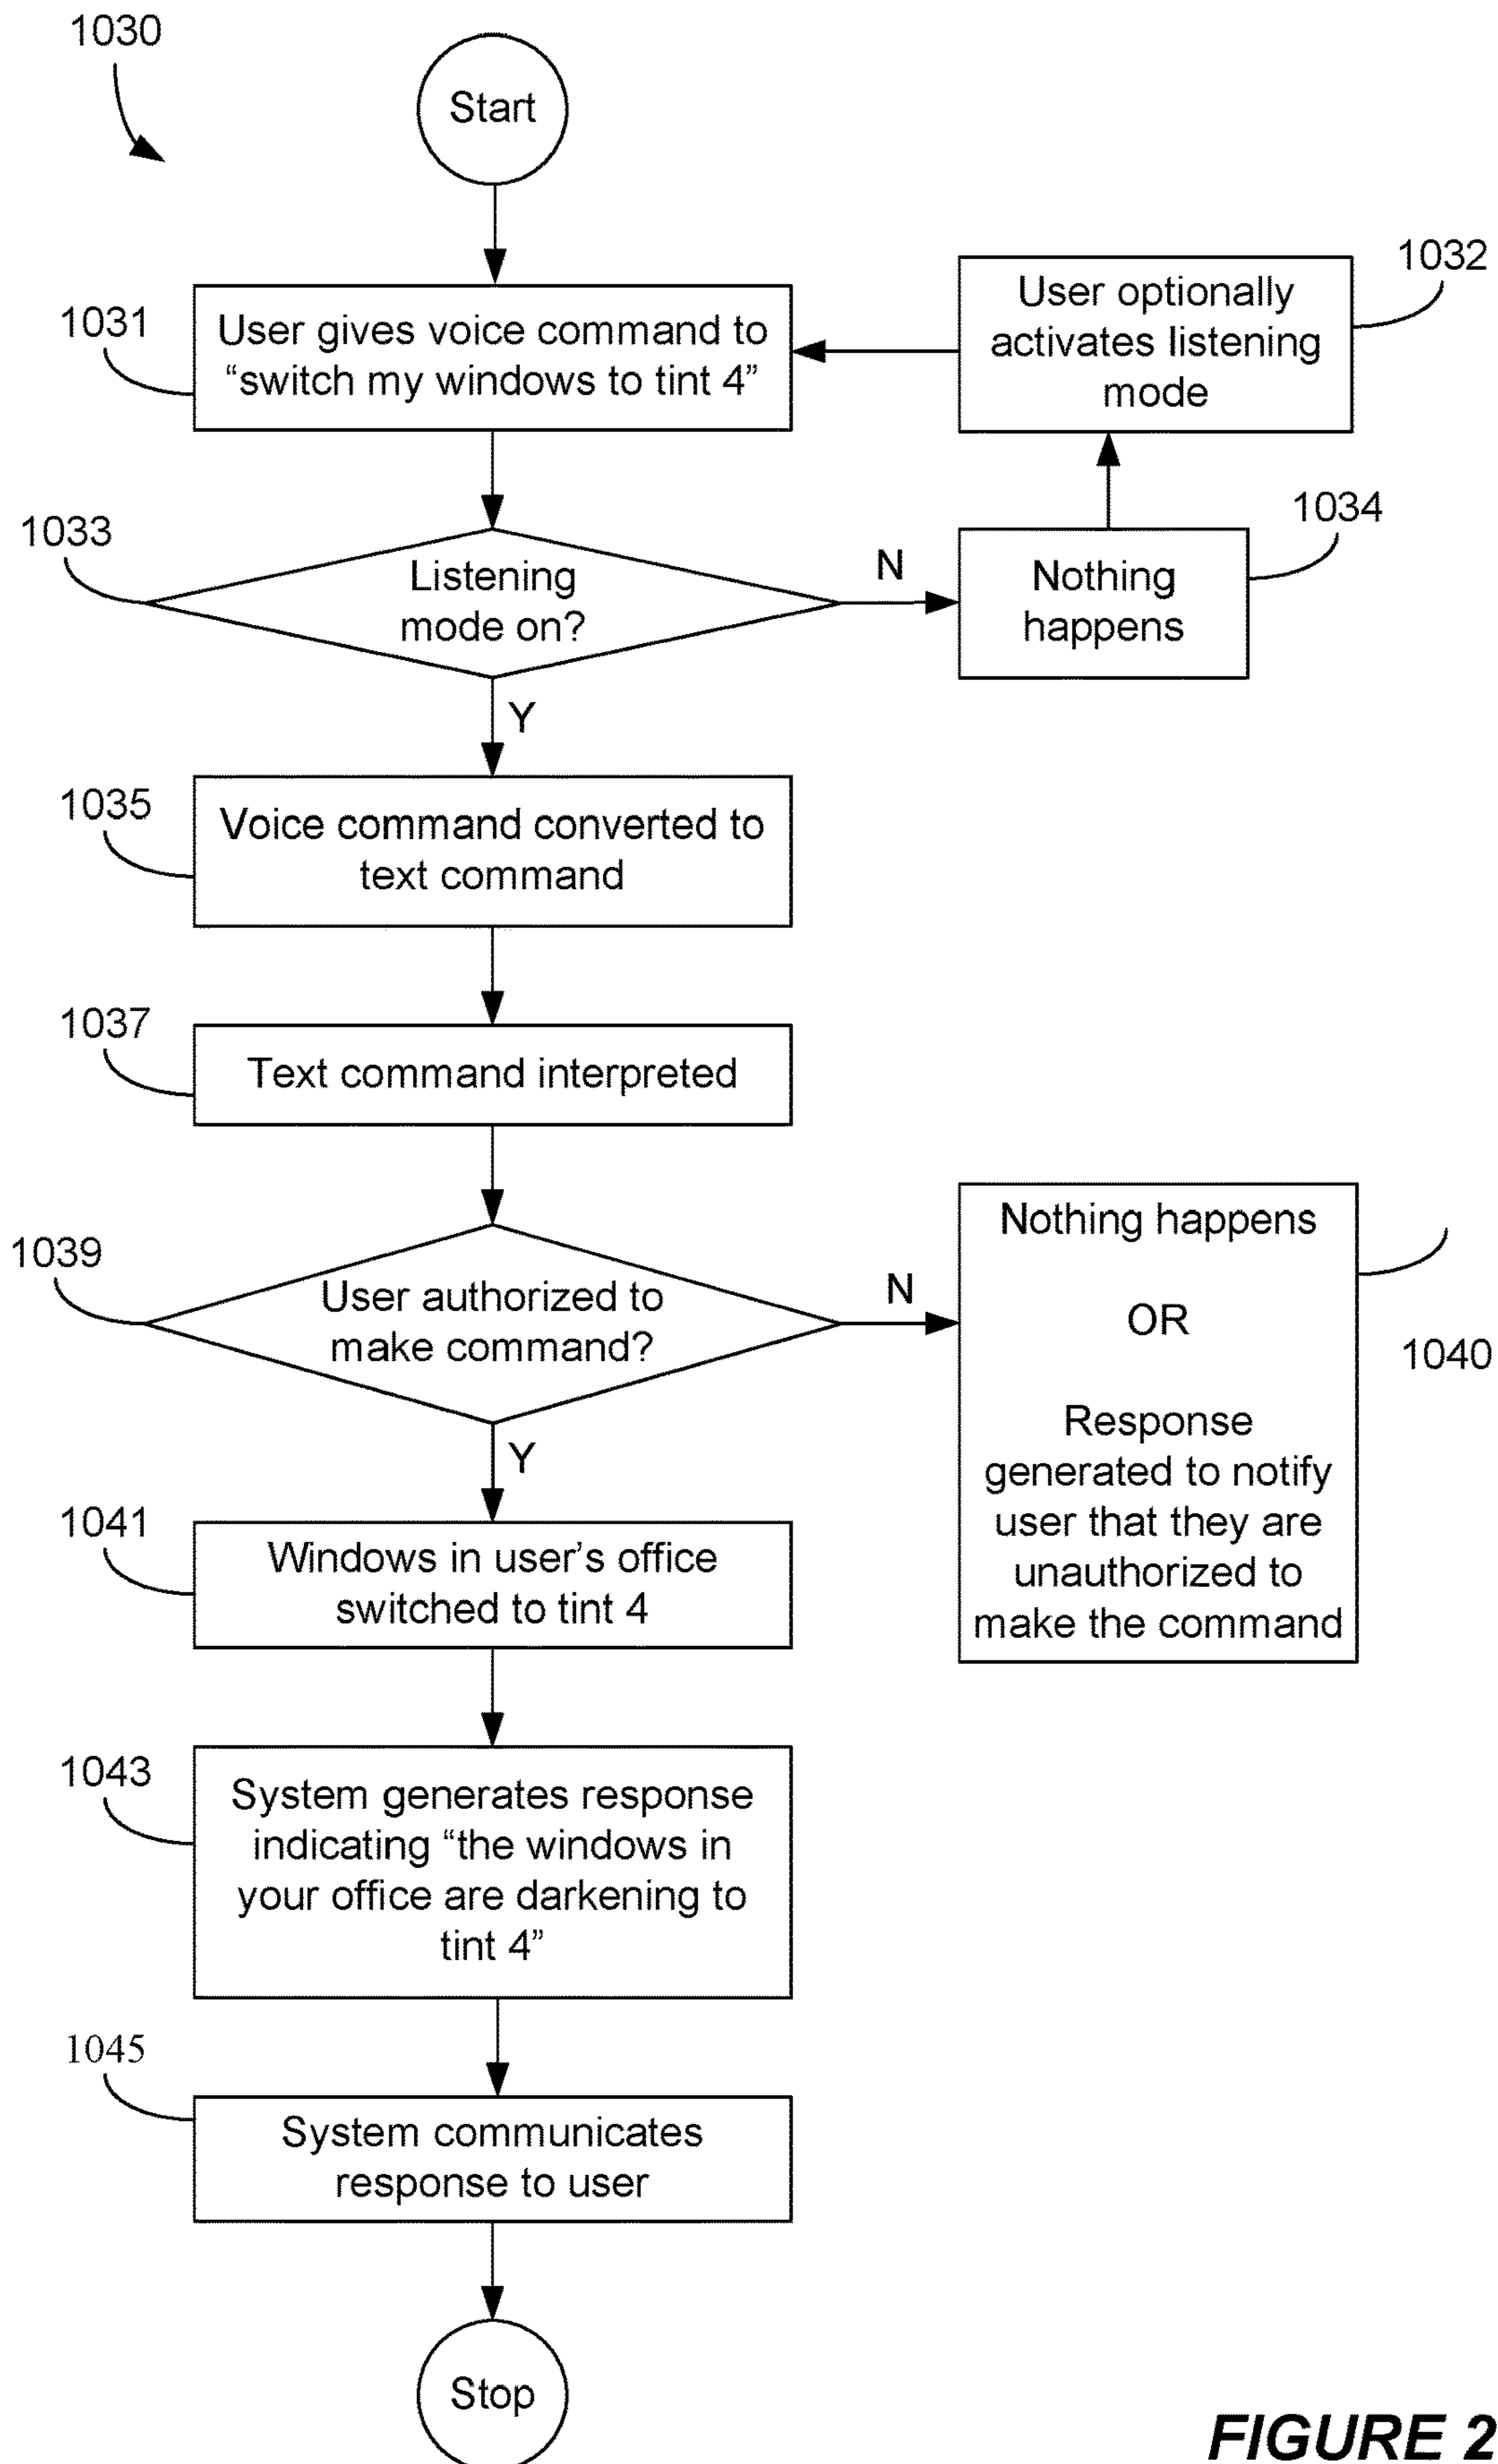 1030
Start
1031
User gives voice command to
“switch my windows to tint 4”
1032
User optionally
activates listening
mode
1033
Listening
mode on?
N
1034
Nothing
happens
Y
1035
Voice command converted to
text command
1037
Text command interpreted
1039
User authorized to
make command?
N
Nothing happens
OR
Response
generated to notify
user that they are
unauthorized to
make the command
1040
Y
1041
Windows in user’s office
switched to tint 4
1043
System generates response
indicating “the windows in
your office are darkening to
tint 4”
1045
System communicates
response to user
Stop
FIGURE 2